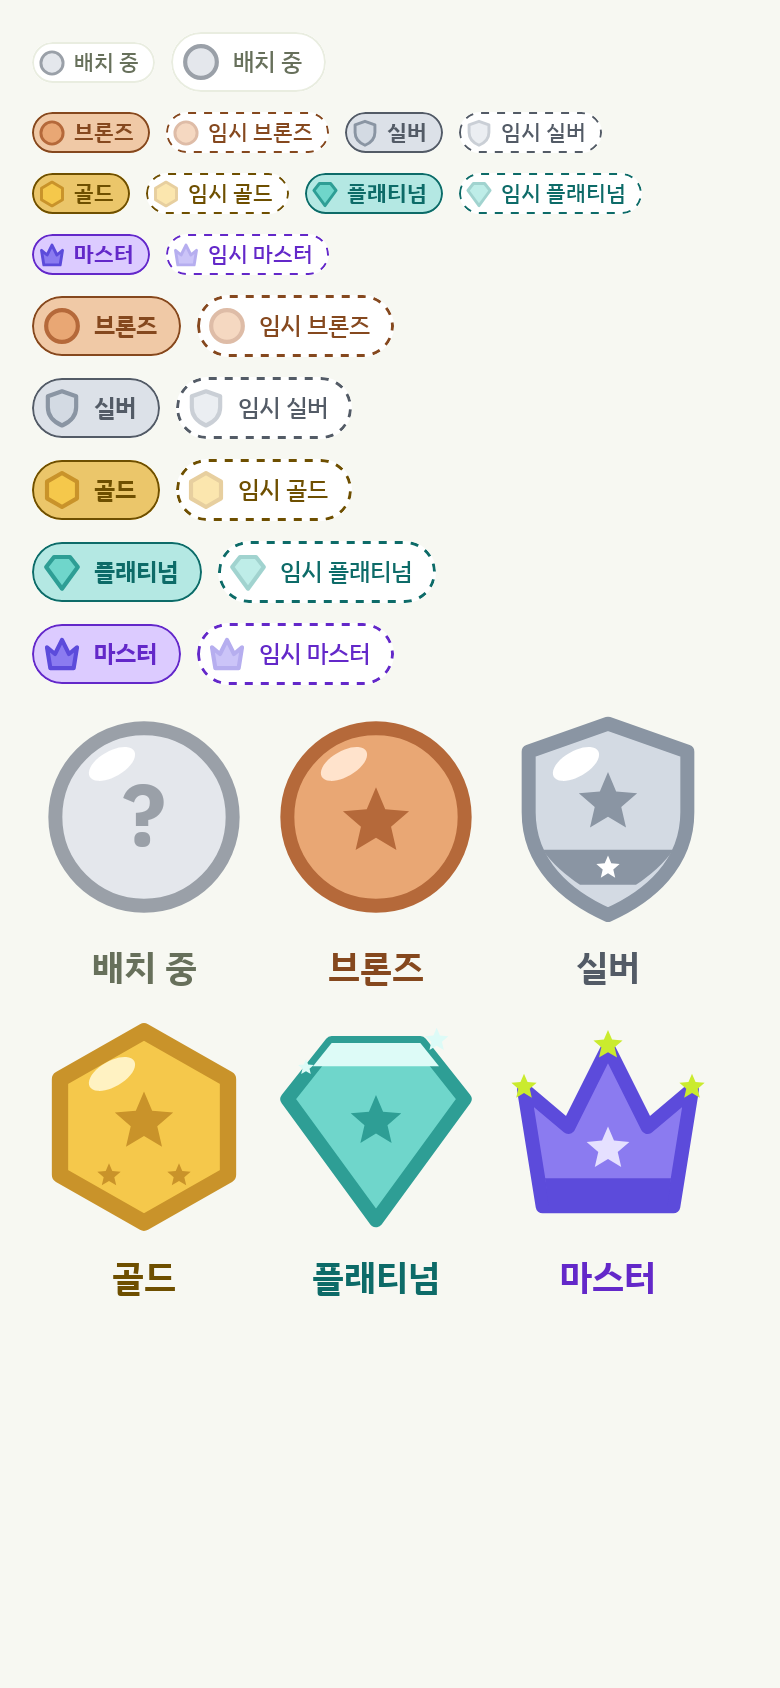 배치 중 배치 중
브론즈 임시 브론즈 실버 임시 실버
골드 임시 골드 플래티넘 임시 플래티넘
마스터 임시 마스터
브론즈 임시 브론즈
실버 임시 실버
골드 임시 골드
플래티넘 임시 플래티넘
마스터 임시 마스터
?
배치 중 브론즈 실버
골드 플래티넘 마스터